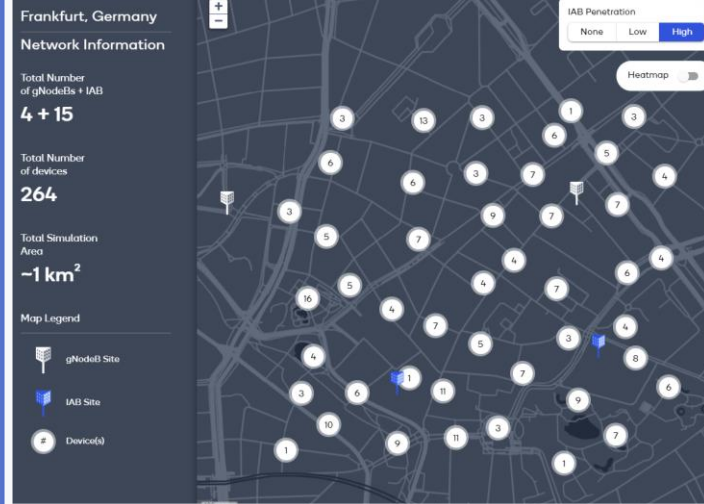 Frankfurt, Germany
Network Information
Total Number
of gNodeBs + IAB
4 + 15
Total Number
of devices
264
Total Simulation
Area
~1 km²
Map Legend
gNodeB Site
IAB Site
# Device(s)
+
−
IAB Penetration
None Low High
Heatmap
1
3 13 3 3
6
5
6 3 7 4
6
3 9 7 7
5 7
4 4
6
5 4 7
16
4
7 4
5 3
4 8
7
1 6
3 6 11
9
10 3
11 7
1 9
1